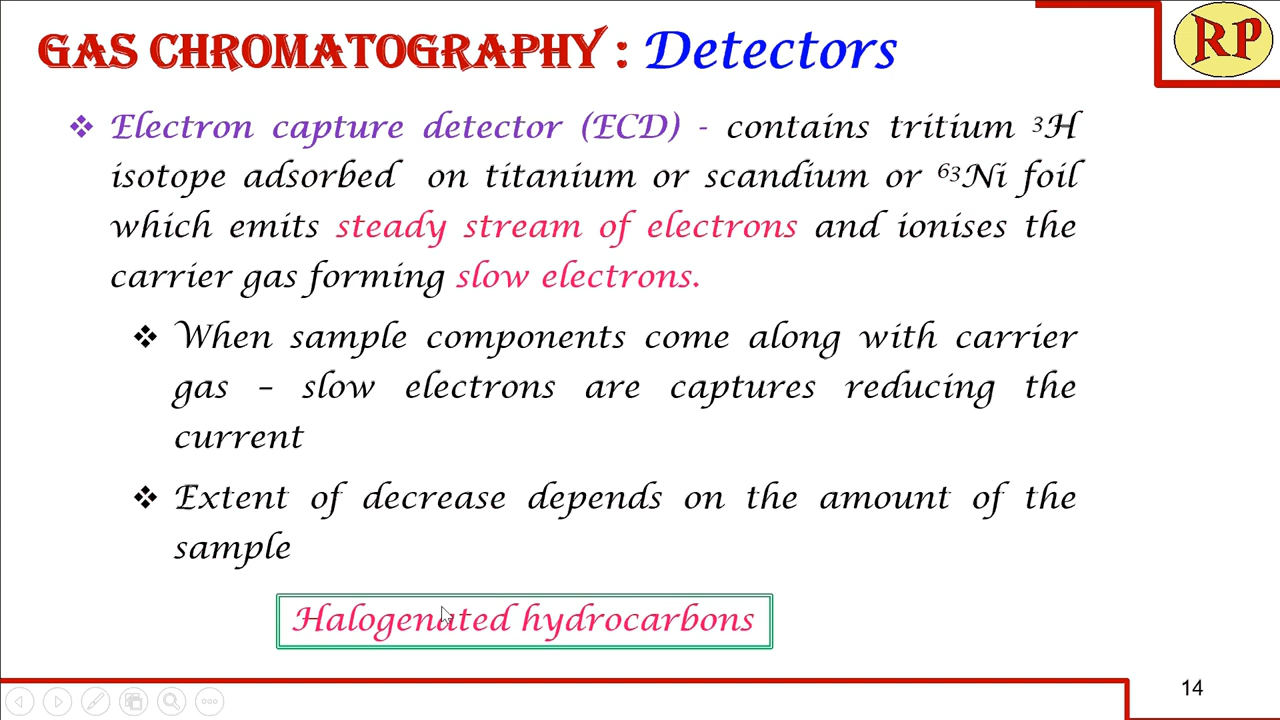 GAS CHROMATOGRAPHY : Detectors
RP
❖ Electron capture detector (ECD) - contains tritium ³H
isotope adsorbed on titanium or scandium or ⁶³Ni foil
which emits steady stream of electrons and ionises the
carrier gas forming slow electrons.
❖ When sample components come along with carrier
gas – slow electrons are captures reducing the
current
❖ Extent of decrease depends on the amount of the
sample
Halogenated hydrocarbons
14